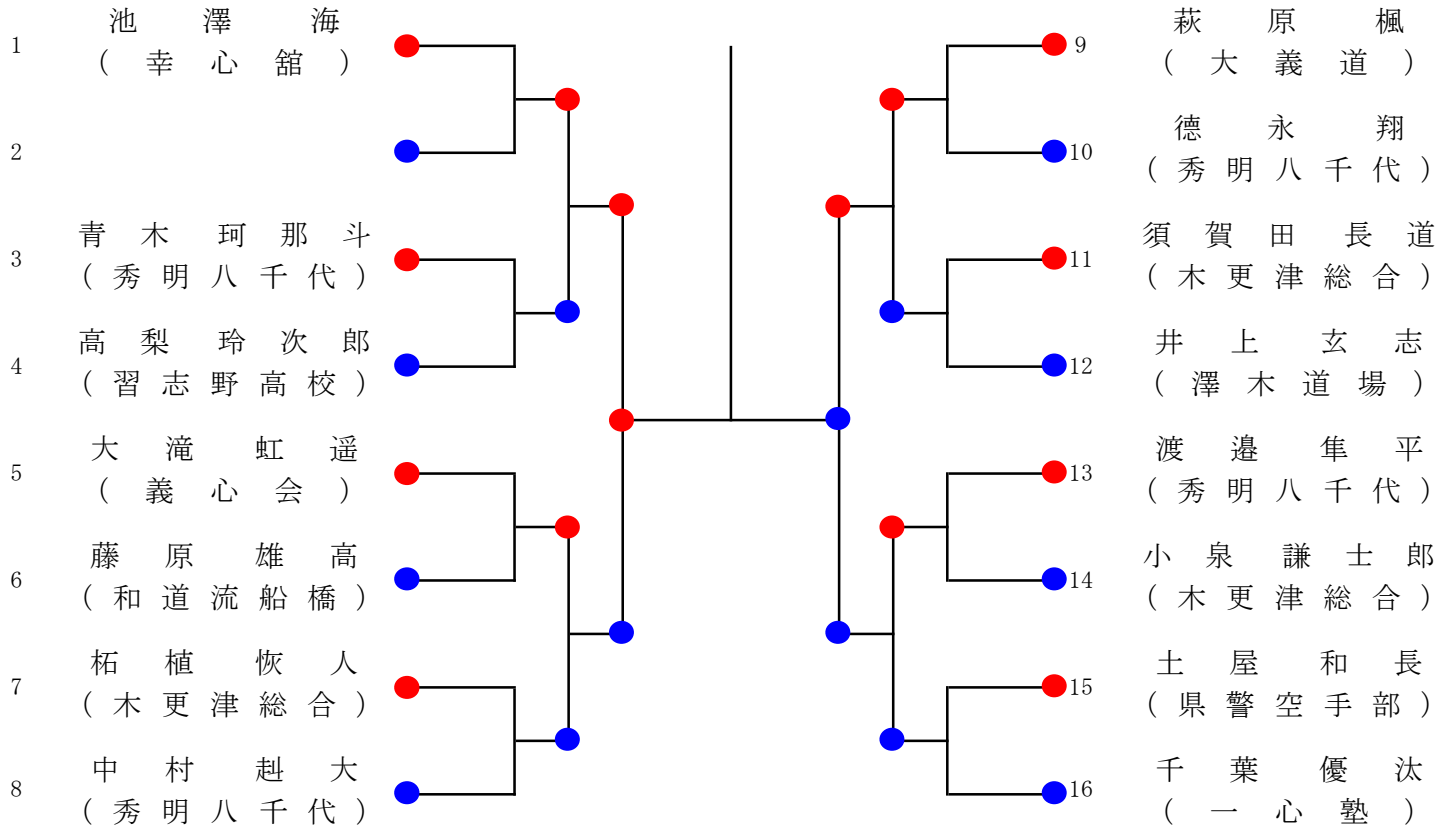 1
池澤海
(幸心舘)
2
3
青木珂那斗
(秀明八千代)
4
高梨玲次郎
(習志野高校)
5
大滝虹遥
(義心会)
6
藤原雄高
(和道流船橋)
7
柘植恢人
(木更津総合)
8
中村赳大
(秀明八千代)
9
萩原楓
(大義道)
10
德永翔
(秀明八千代)
11
須賀田長道
(木更津総合)
12
井上玄志
(澤木道場)
13
渡邉隼平
(秀明八千代)
14
小泉謙士郎
(木更津総合)
15
土屋和長
(県警空手部)
16
千葉優汰
(一心塾)